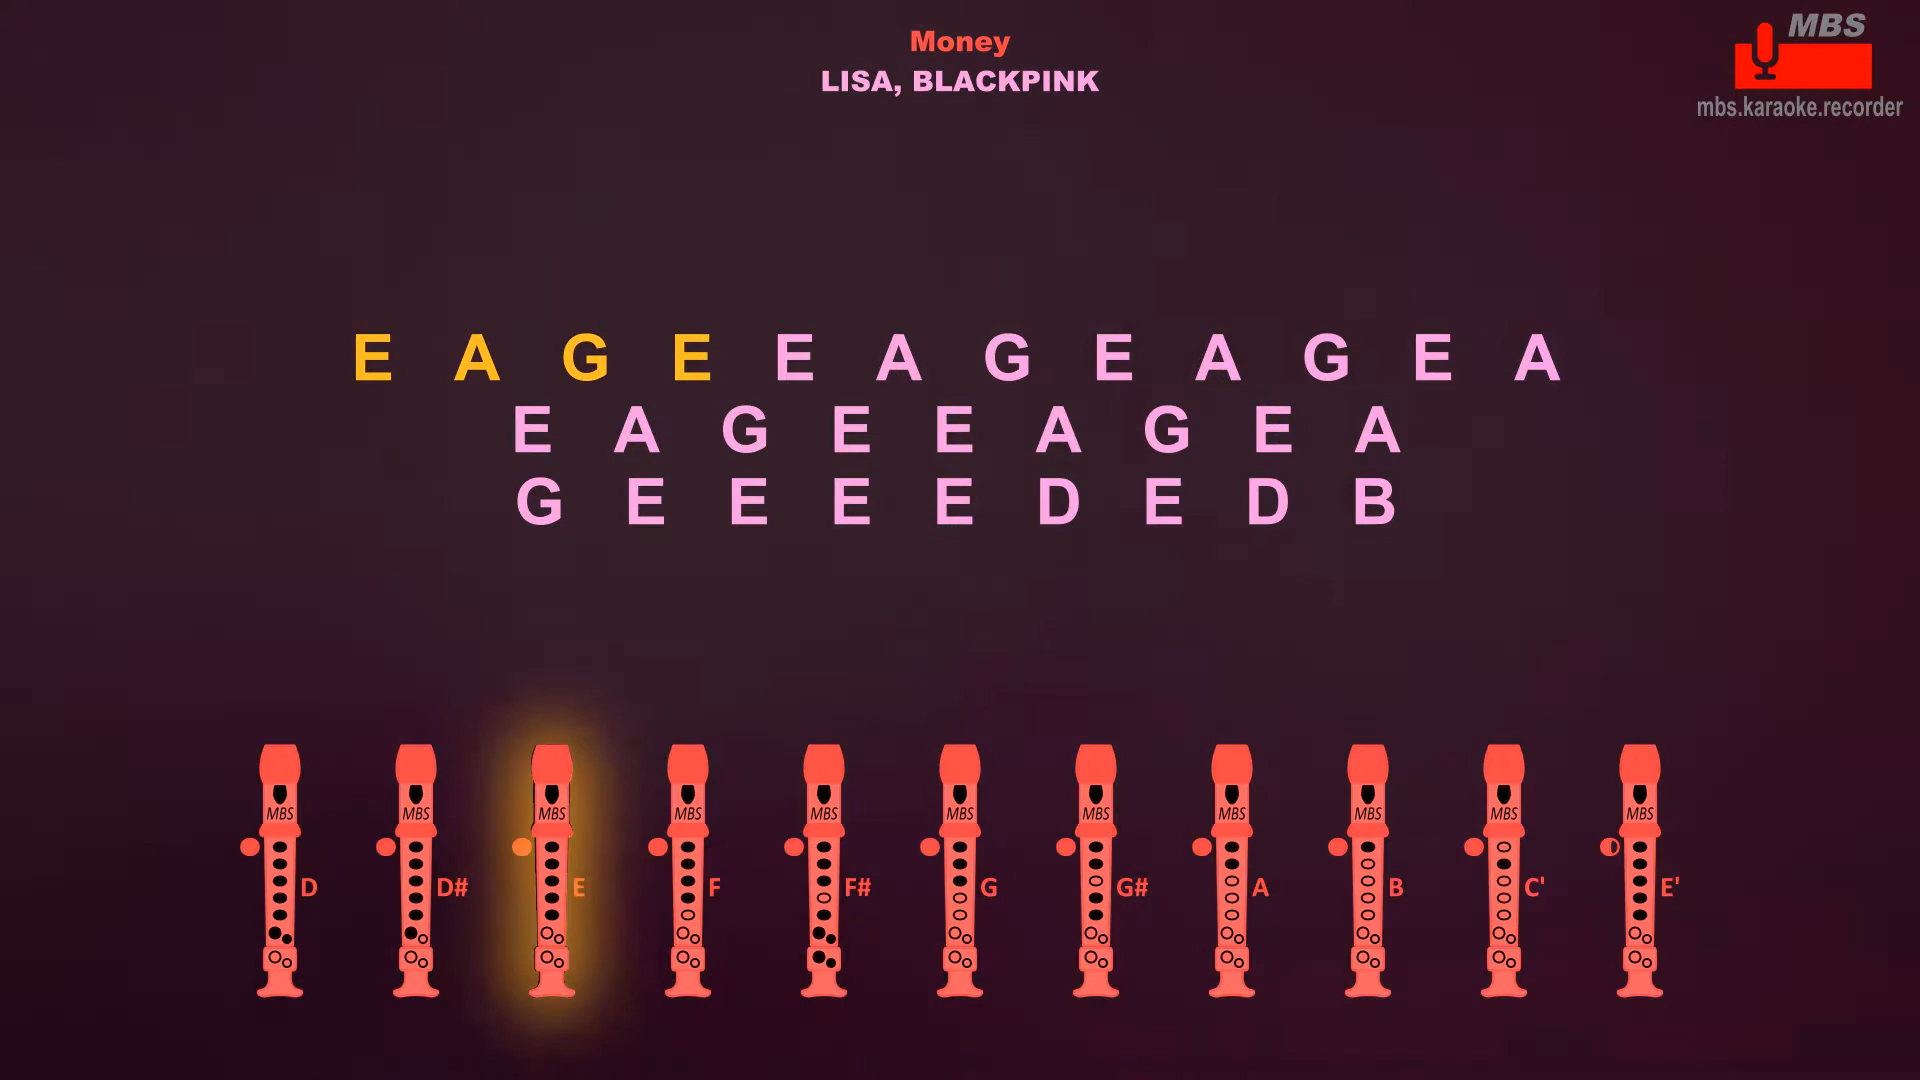 Money
LISA, BLACKPINK
MBS
mbs.karaoke.recorder
E A G E E A G E A G E A
E A G E E A G E A
G E E E E D E D B
MBS MBS MBS MBS MBS MBS MBS MBS MBS MBS MBS
D D# E F F# G G# A B C' E'